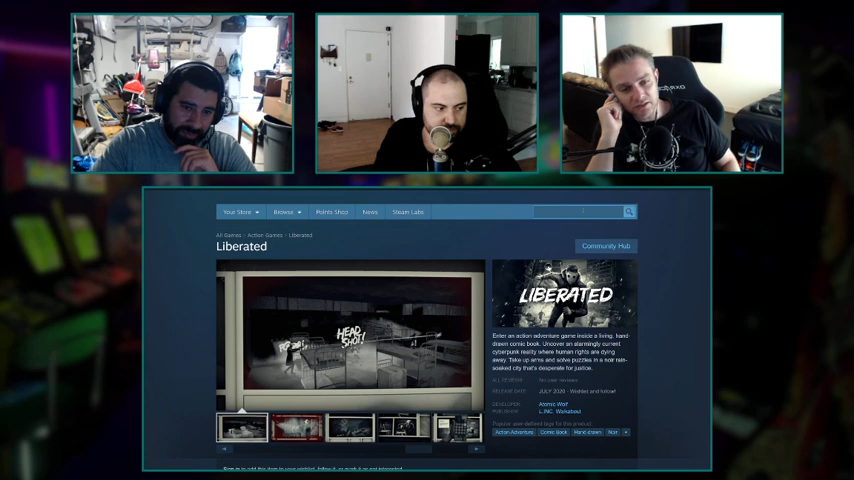 Your Store
Browse
Points Shop
News
Steam Labs
All Games > Action Games > Liberated
Liberated
Community Hub
HEAD
SHOT!
LIBERATED
Enter an action adventure game inside a living, hand-
drawn comic book. Uncover an alarmingly current
cyberpunk reality where human rights are dying
away. Take up arms and solve puzzles in a noir rain-
soaked city that's desperate for justice.
ALL REVIEWS: No user reviews
RELEASE DATE: JULY 2020 - Wishlist and follow!
DEVELOPER: Atomic Wolf
PUBLISHER: L.INC, Walkabout
Popular user-defined tags for this product:
Action-Adventure
Comic Book
Hand-drawn
Noir
+